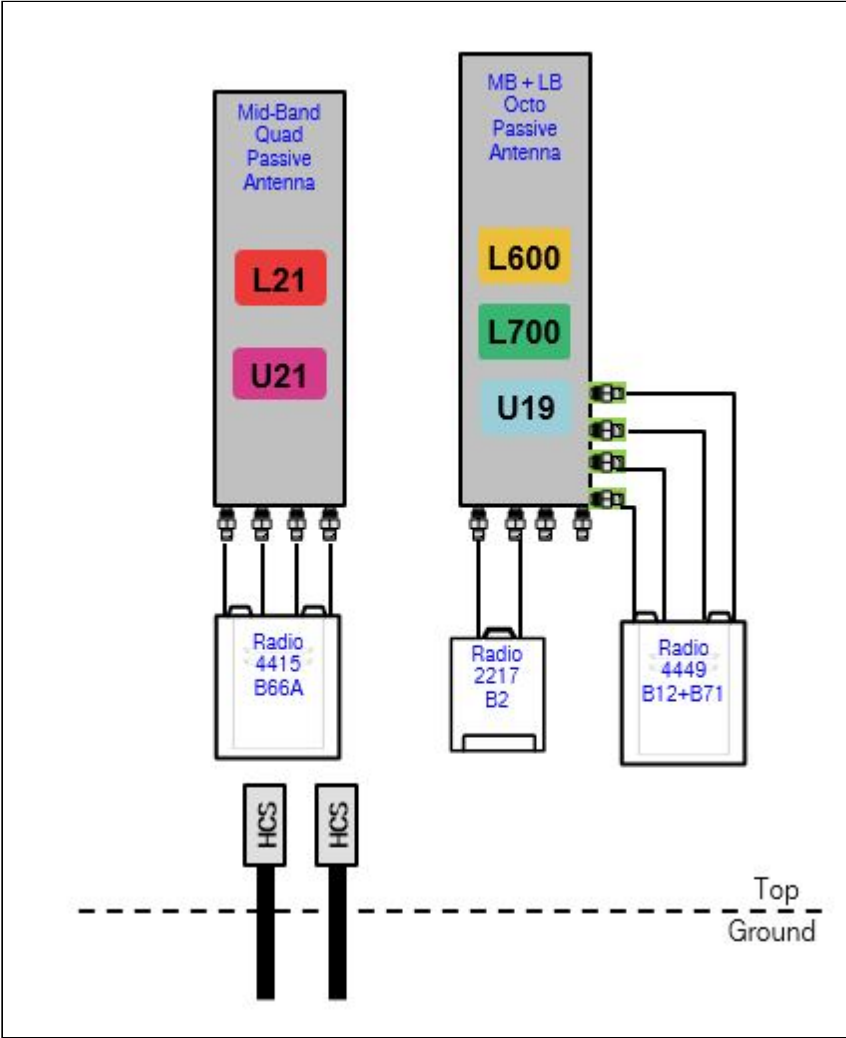 Mid-Band
Quad
Passive
Antenna
L21
U21
MB + LB
Octo
Passive
Antenna
L600
L700
U19
Radio
4415
B66A
Radio
2217
B2
Radio
4449
B12+B71
HCS
HCS
Top
Ground